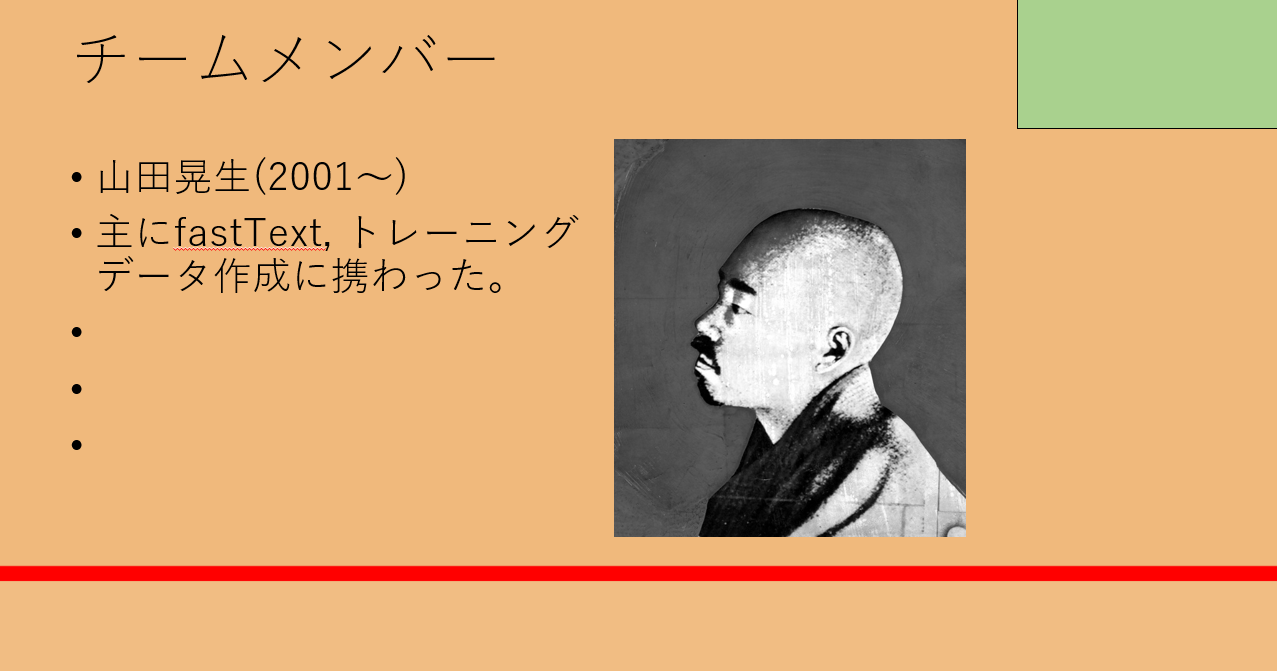 チームメンバー
• 山田晃生(2001～)
• 主にfastText, トレーニング
データ作成に携わった。
•
•
•